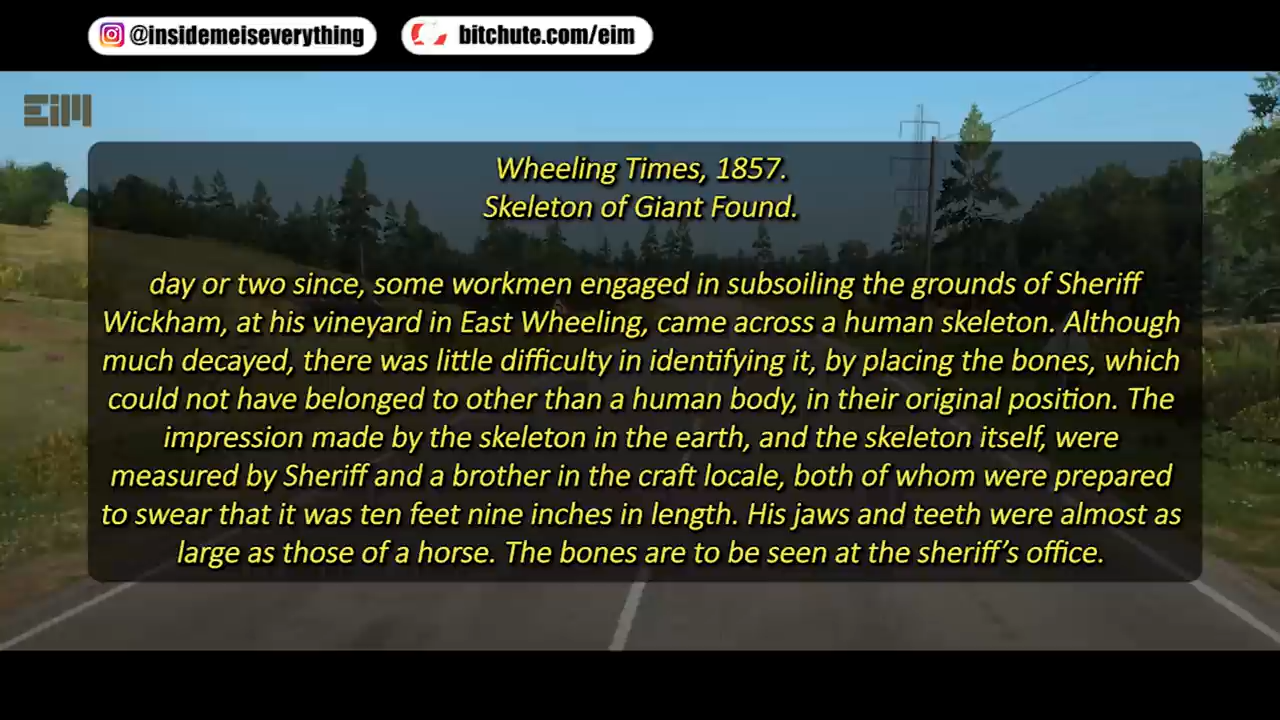 @insidemeiseverything
bitchute.com/eim
EiM
Wheeling Times, 1857.
Skeleton of Giant Found.
day or two since, some workmen engaged in subsoiling the grounds of Sheriff
Wickham, at his vineyard in East Wheeling, came across a human skeleton. Although
much decayed, there was little difficulty in identifying it, by placing the bones, which
could not have belonged to other than a human body, in their original position. The
impression made by the skeleton in the earth, and the skeleton itself, were
measured by Sheriff and a brother in the craft locale, both of whom were prepared
to swear that it was ten feet nine inches in length. His jaws and teeth were almost as
large as those of a horse. The bones are to be seen at the sheriff’s office.